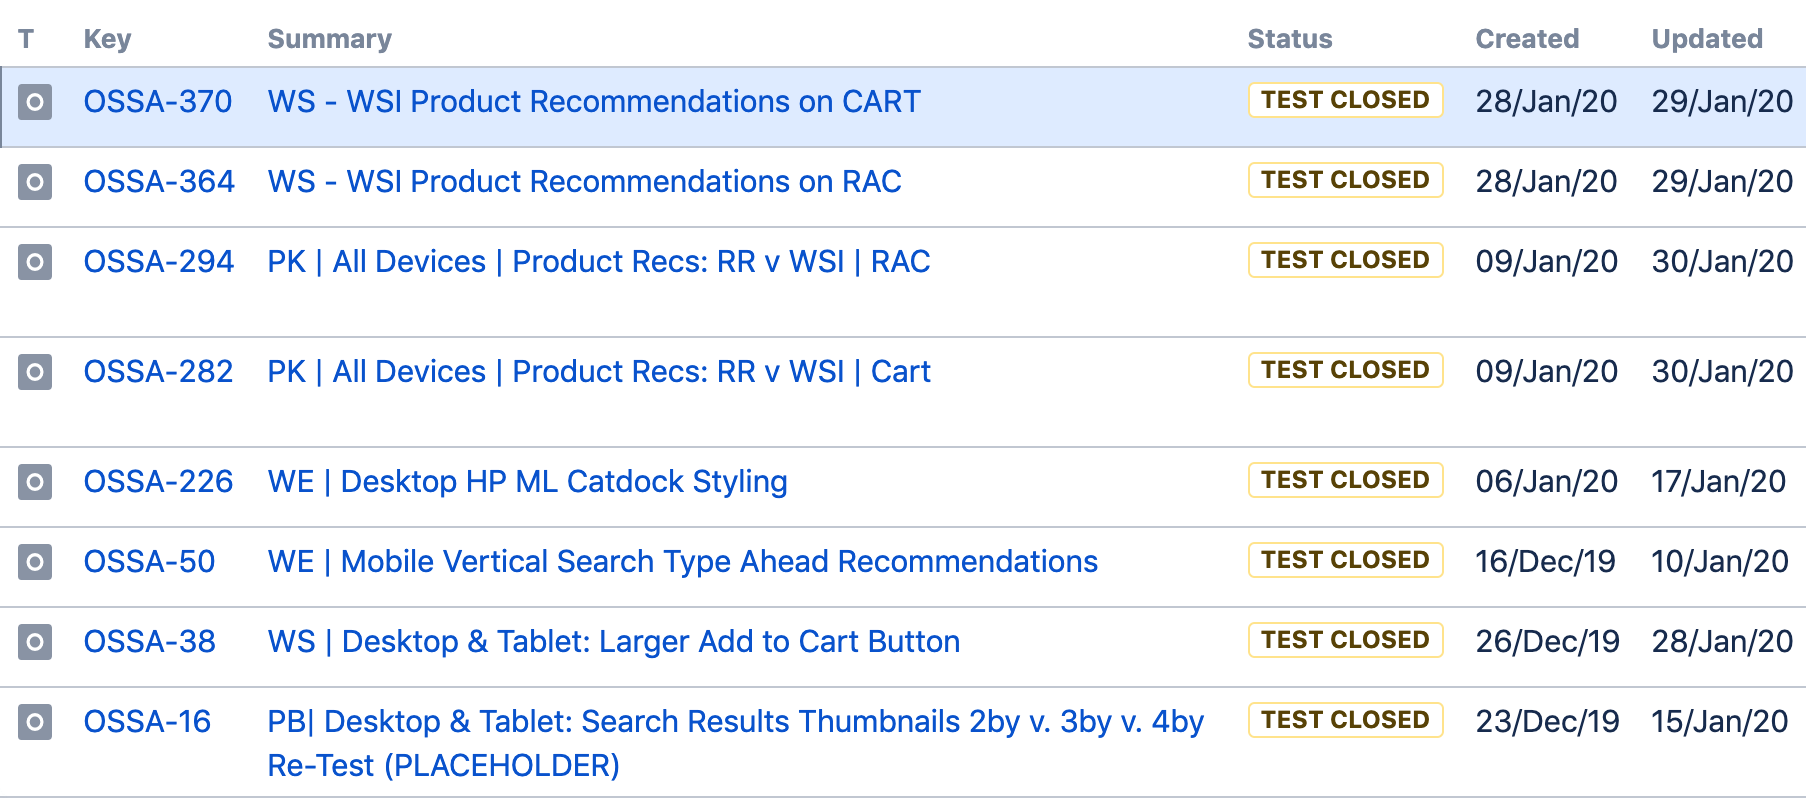 T Key Summary Status Created Updated
O OSSA-370 WS - WSI Product Recommendations on CART TEST CLOSED 28/Jan/20 29/Jan/20
O OSSA-364 WS - WSI Product Recommendations on RAC TEST CLOSED 28/Jan/20 29/Jan/20
O OSSA-294 PK | All Devices | Product Recs: RR v WSI | RAC TEST CLOSED 09/Jan/20 30/Jan/20
O OSSA-282 PK | All Devices | Product Recs: RR v WSI | Cart TEST CLOSED 09/Jan/20 30/Jan/20
O OSSA-226 WE | Desktop HP ML Catdock Styling TEST CLOSED 06/Jan/20 17/Jan/20
O OSSA-50 WE | Mobile Vertical Search Type Ahead Recommendations TEST CLOSED 16/Dec/19 10/Jan/20
O OSSA-38 WS | Desktop & Tablet: Larger Add to Cart Button TEST CLOSED 26/Dec/19 28/Jan/20
O OSSA-16 PB| Desktop & Tablet: Search Results Thumbnails 2by v. 3by v. 4by TEST CLOSED 23/Dec/19 15/Jan/20
Re-Test (PLACEHOLDER)